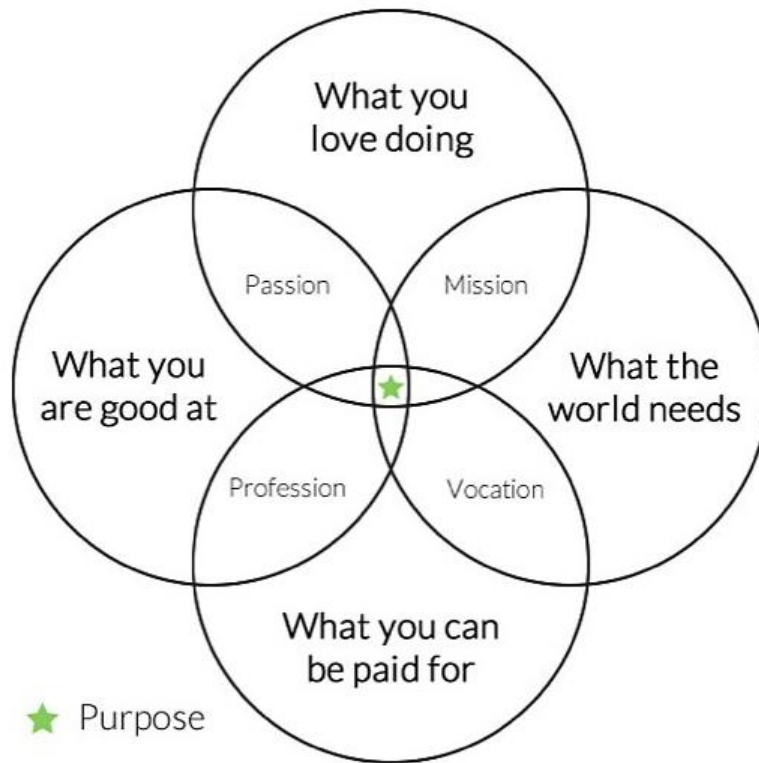 What you
love doing
Passion
Mission
What you
are good at
What the
world needs
Profession
Vocation
What you can
be paid for
Purpose